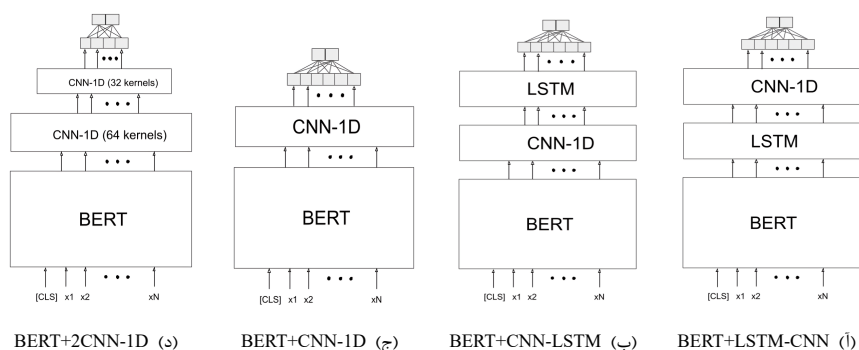 CNN-1D (32 kernels)
CNN-1D (64 kernels)
BERT
[CLS] x1 x2 xN
BERT+2CNN-1D (د)
CNN-1D
BERT
[CLS] x1 x2 xN
BERT+CNN-1D (ج)
LSTM
CNN-1D
BERT
[CLS] x1 x2 xN
BERT+CNN-LSTM (ب)
CNN-1D
LSTM
BERT
[CLS] x1 x2 xN
BERT+LSTM-CNN (آ)